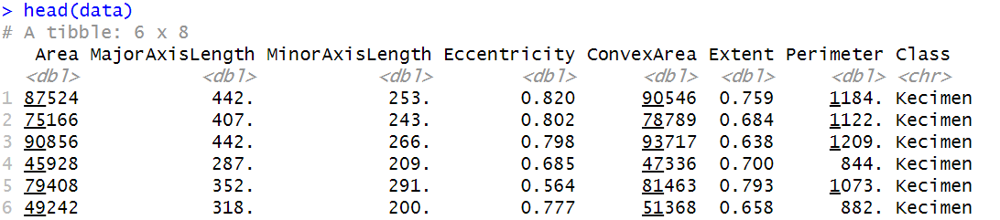 > head(data)
# A tibble: 6 x 8
   Area MajorAxisLength MinorAxisLength Eccentricity ConvexArea Extent Perimeter Class
  <dbl>           <dbl>           <dbl>        <dbl>      <dbl>  <dbl>     <dbl> <chr>
1 87524            442.            253.        0.820      90546  0.759     1184. Kecimen
2 75166            407.            243.        0.802      78789  0.684     1122. Kecimen
3 90856            442.            266.        0.798      93717  0.638     1209. Kecimen
4 45928            287.            209.        0.685      47336  0.700      844. Kecimen
5 79408            352.            291.        0.564      81463  0.793     1073. Kecimen
6 49242            318.            200.        0.777      51368  0.658      882. Kecimen